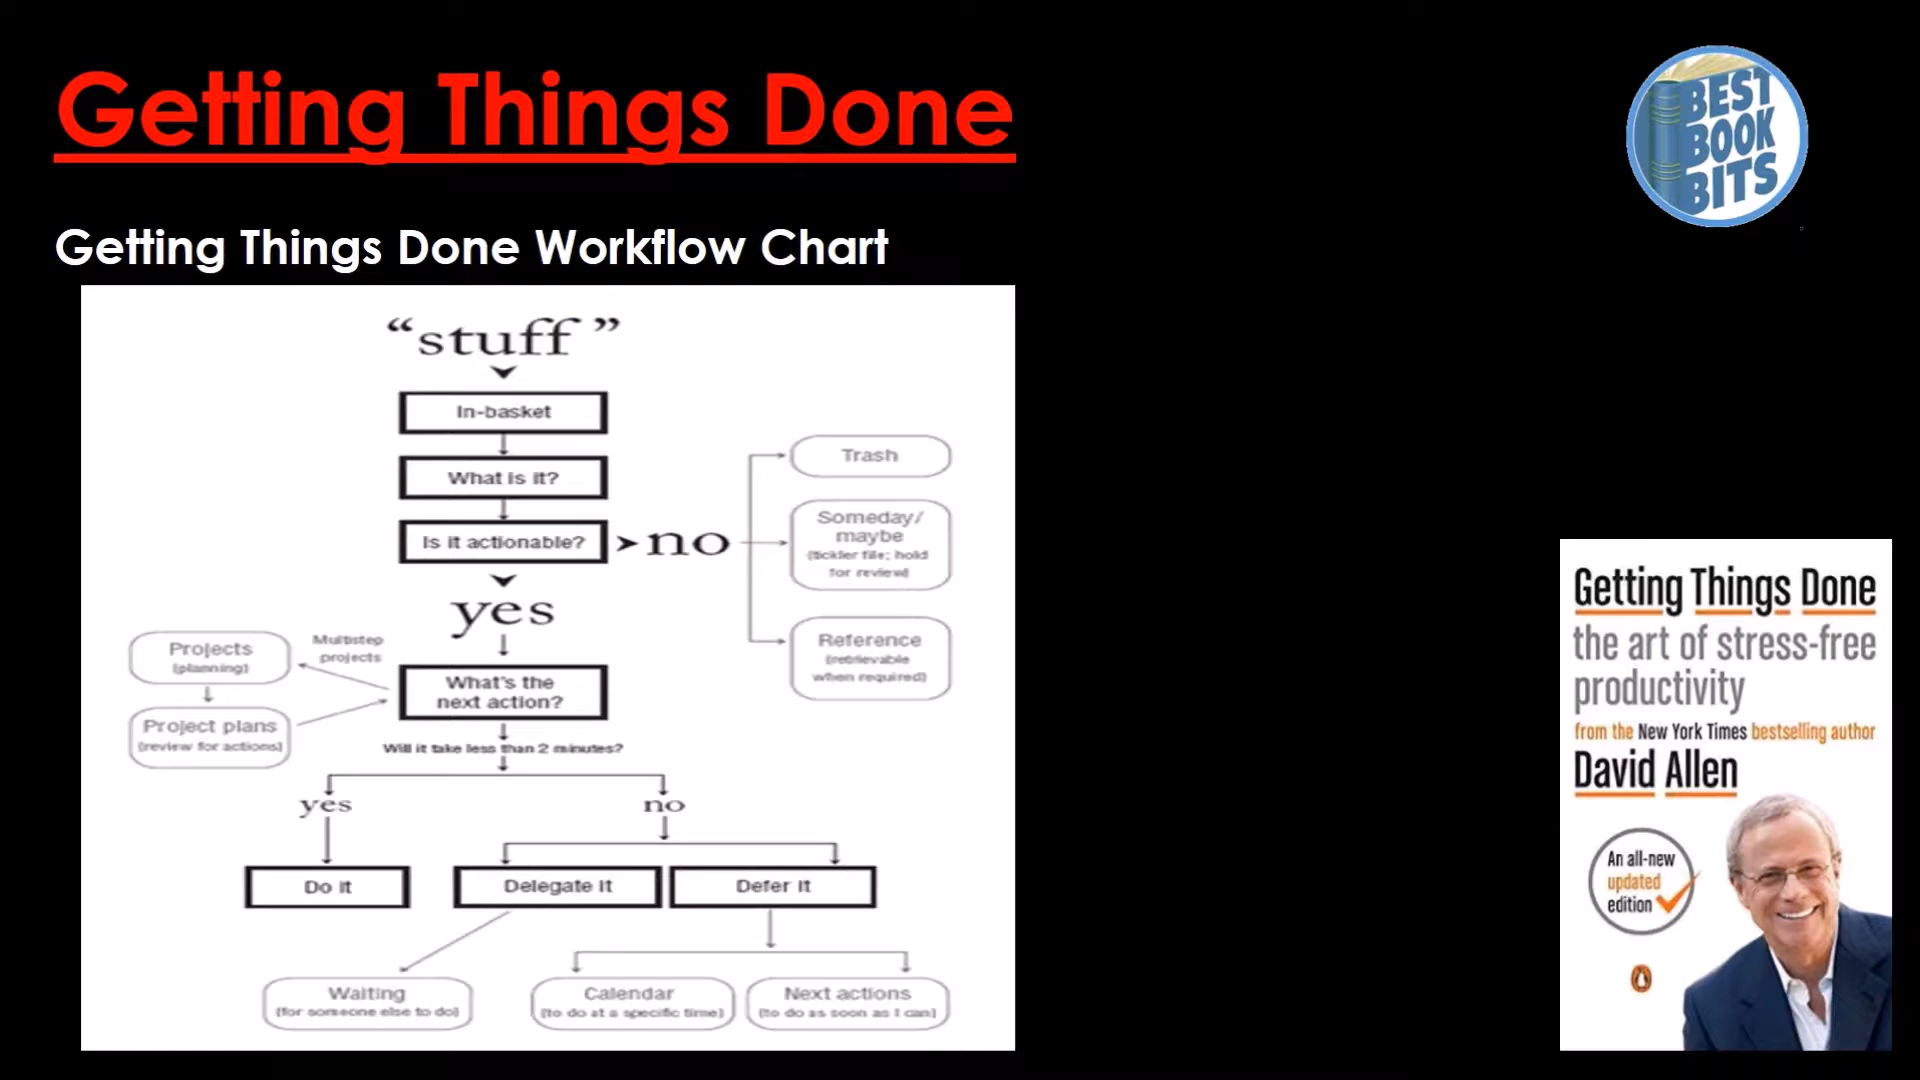 Getting Things Done
BEST
BOOK
BITS
Getting Things Done Workflow Chart
“stuff”
In-basket
What is it?
Is it actionable?
no
Trash
Someday/
maybe
(tickler file; hold
for review)
Reference
(retrievable
when required)
yes
Multistep
projects
Projects
(planning)
Project plans
(review for actions)
What's the
next action?
Will it take less than 2 minutes?
yes
no
Do it
Delegate it
Defer it
Waiting
(for someone else to do)
Calendar
(to do at a specific time)
Next actions
(to do as soon as I can)
Getting Things Done
the art of stress-free
productivity
from the New York Times bestselling author
David Allen
An all-new
updated
edition